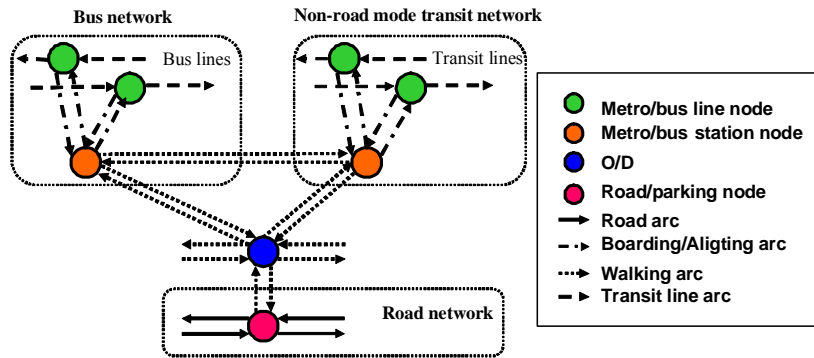 Bus network
Non-road mode transit network
Bus lines
Transit lines
Metro/bus line node
Metro/bus station node
O/D
Road/parking node
Road arc
Boarding/Aligting arc
Walking arc
Transit line arc
Road network